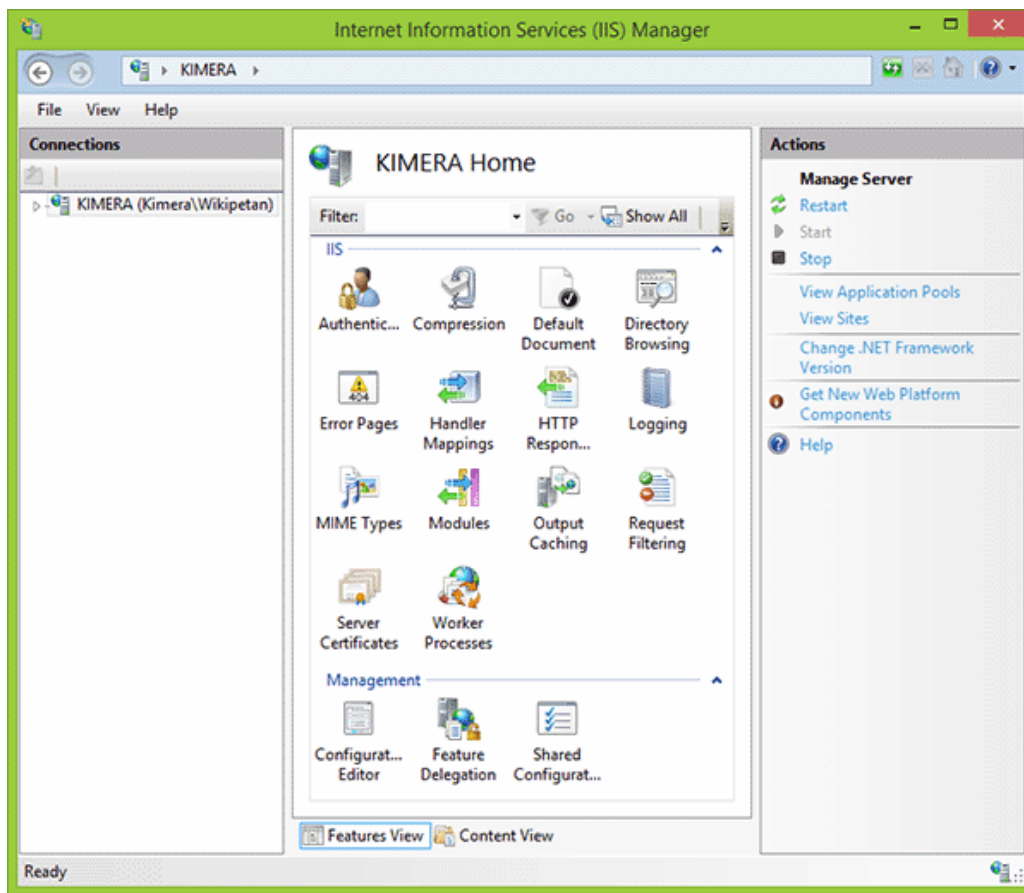 Internet Information Services (IIS) Manager
KIMERA
File View Help
Connections
KIMERA (Kimera\Wikipetan)
KIMERA Home
Filter: Go Show All
IIS
Authentic... Compression Default Document Directory Browsing
Error Pages Handler Mappings HTTP Respon... Logging
MIME Types Modules Output Caching Request Filtering
Server Certificates Worker Processes
Management
Configurat... Editor Feature Delegation Shared Configurat...
Features View Content View
Actions
Manage Server
Restart
Start
Stop
View Application Pools
View Sites
Change .NET Framework
Version
Get New Web Platform
Components
Help
Ready